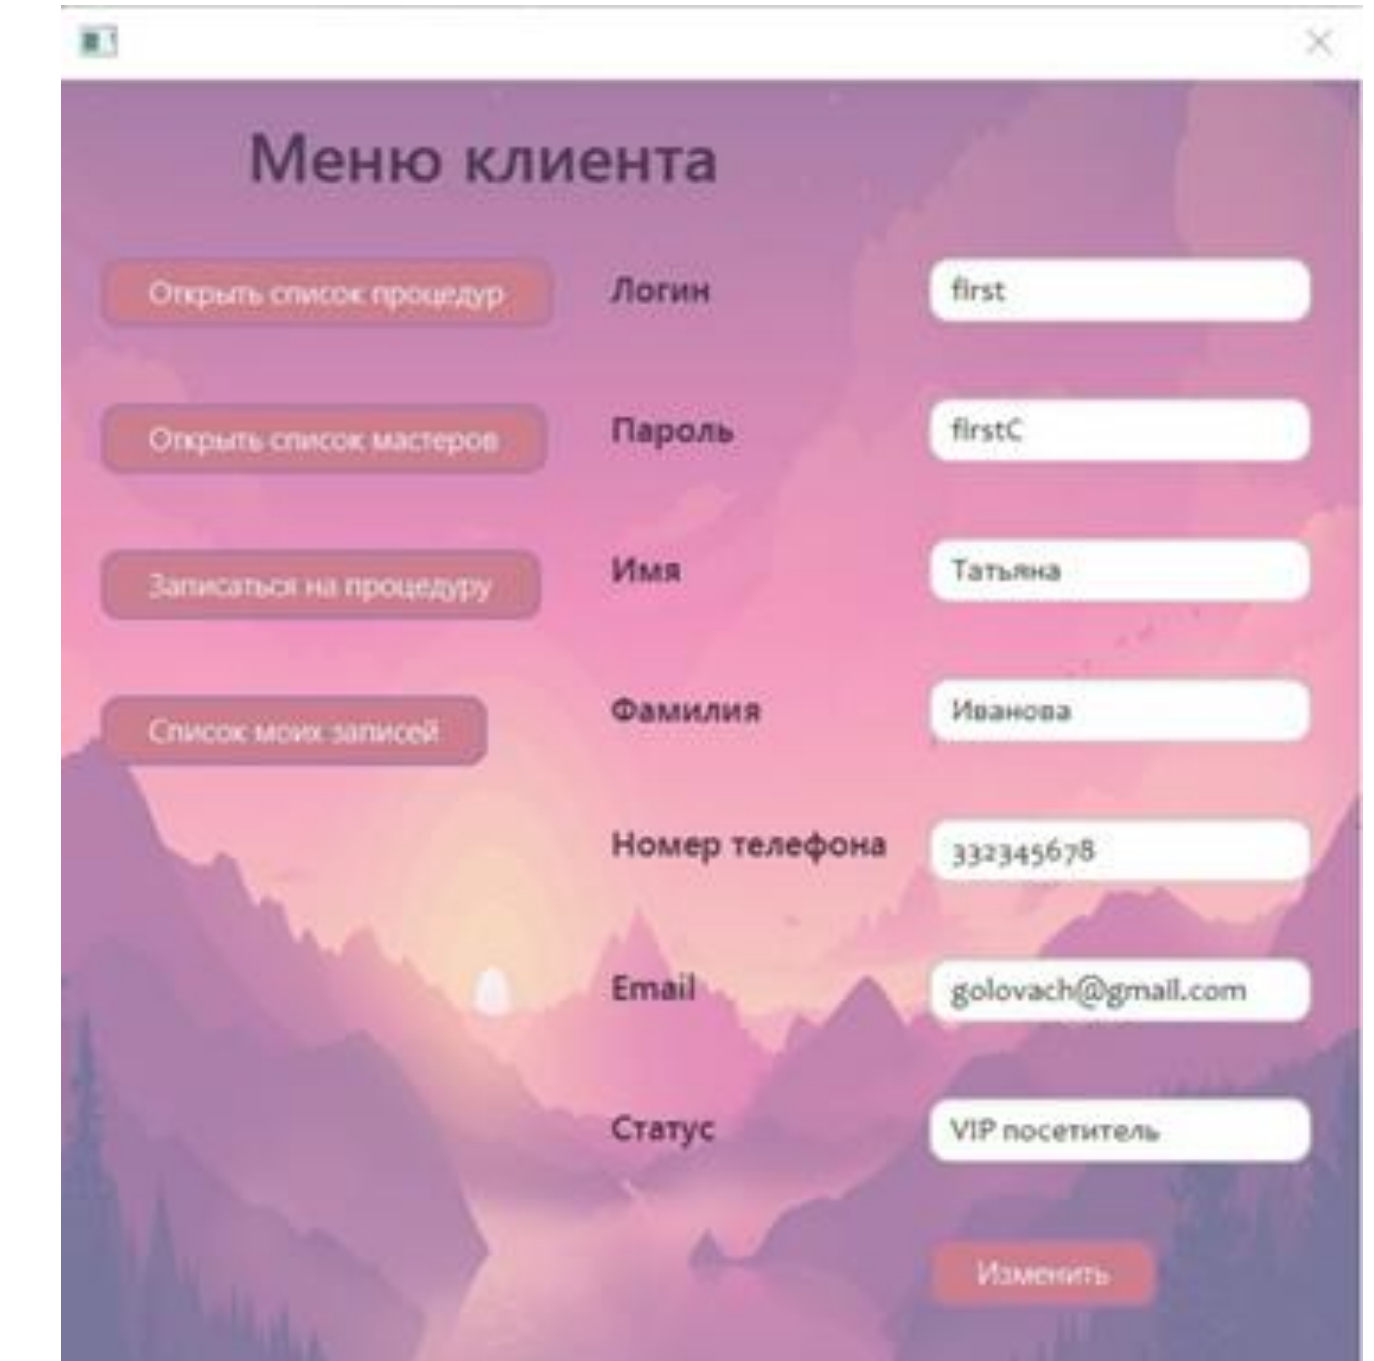 Меню клиента
Открыть список процедур
Открыть список мастеров
Записаться на процедуру
Список моих записей
Логин first
Пароль firstC
Имя Татьяна
Фамилия Иванова
Номер телефона 332345678
Email golovach@gmail.com
Статус VIP посетитель
Изменить